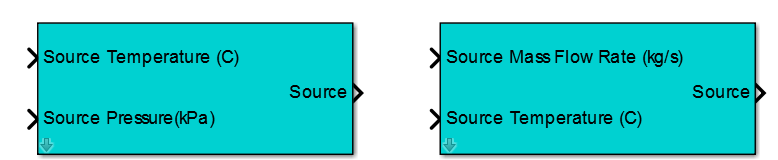 Source Temperature (C)
Source
Source Pressure(kPa)
Source Mass Flow Rate (kg/s)
Source
Source Temperature (C)